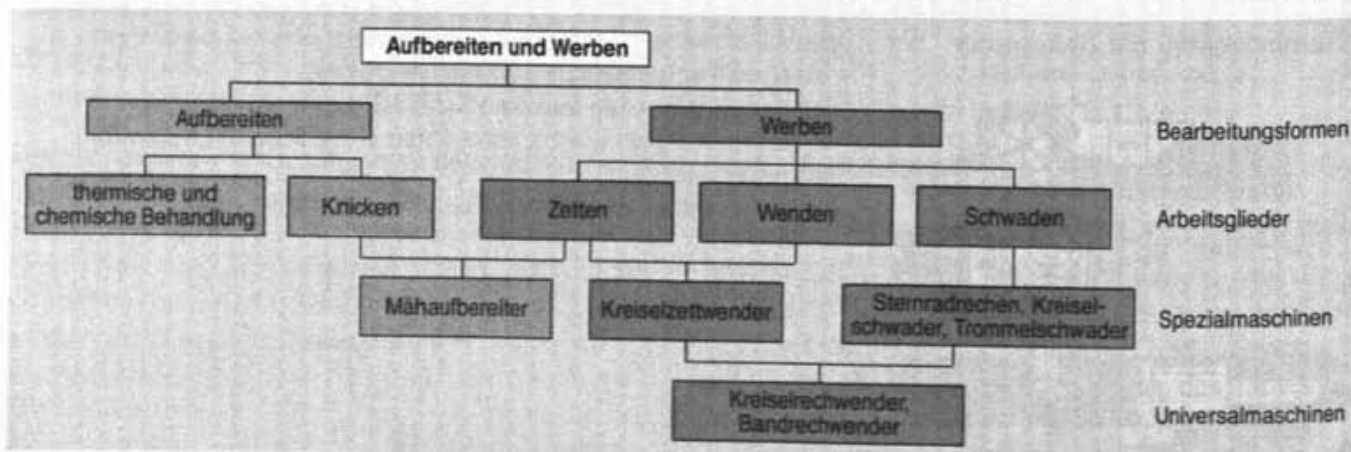 Aufbereiten und Werben
Aufbereiten
Werben
Bearbeitungsformen
thermische und
chemische Behandlung
Knicken
Zetten
Wenden
Schwaden
Arbeitsglieder
Mähaufbereiter
Kreiselzettwender
Sternradrechen, Kreisel-
schwader, Trommelschwader
Spezialmaschinen
Kreiselrechwender,
Bandrechwender
Universalmaschinen